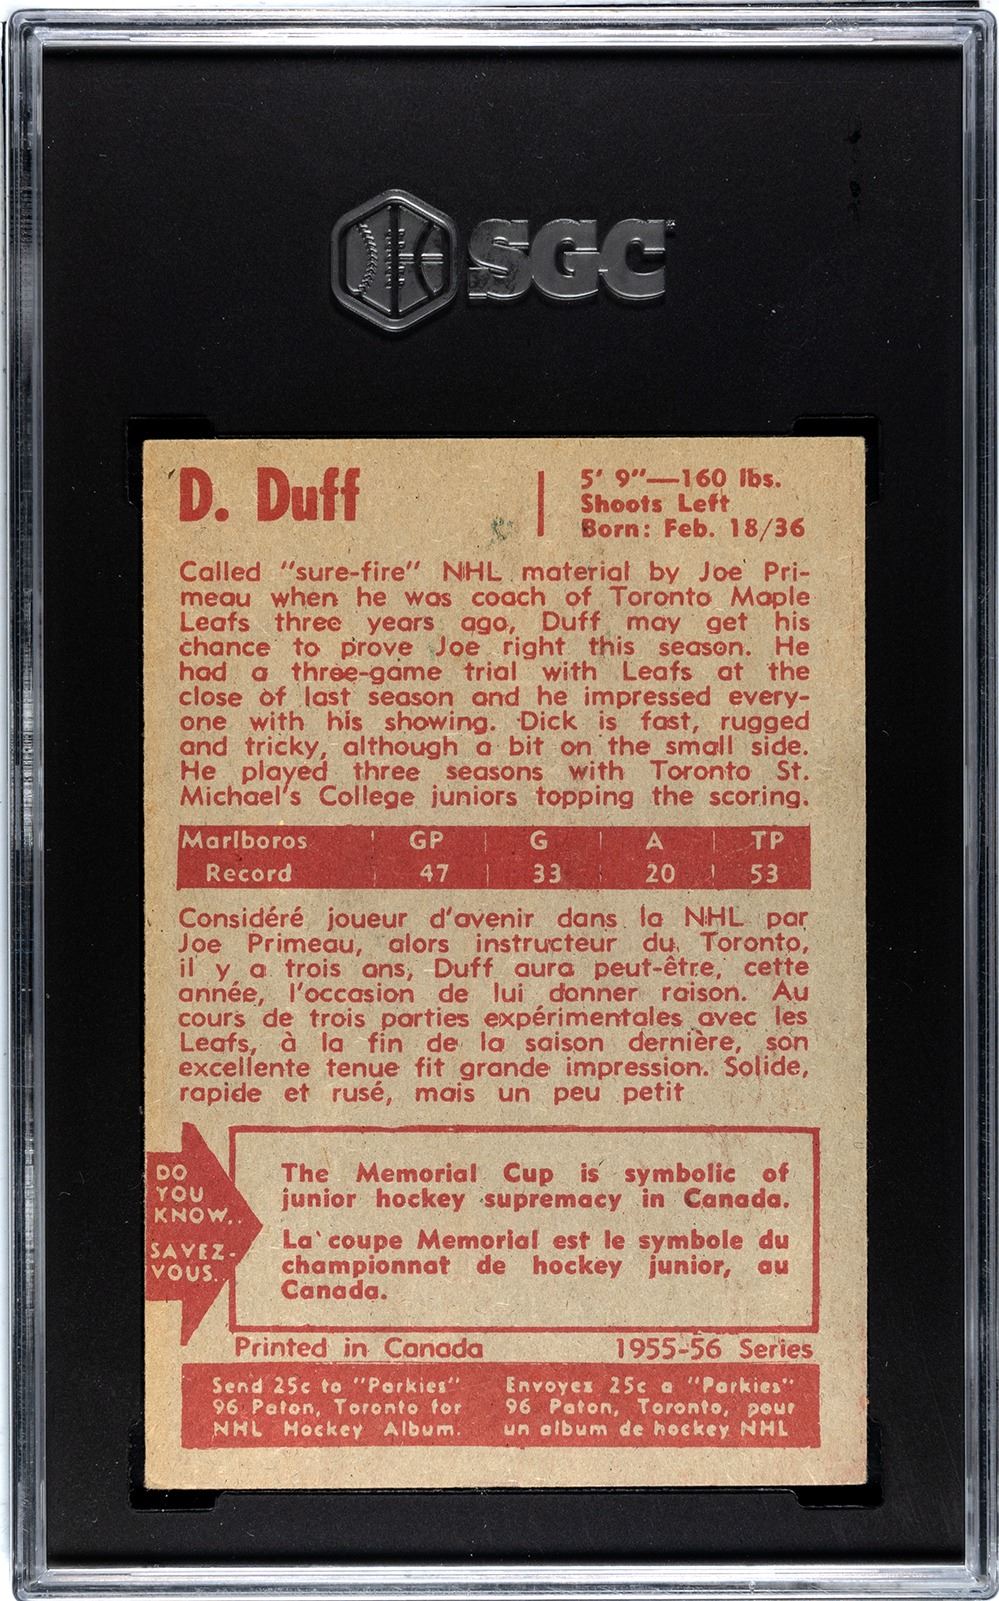 SGC
D. Duff
5' 9"—160 lbs.
Shoots Left
Born: Feb. 18/36
Called "sure-fire" NHL material by Joe Pri-
meau when he was coach of Toronto Maple
Leafs three years ago, Duff may get his
chance to prove Joe right this season. He
had a three-game trial with Leafs at the
close of last season and he impressed every-
one with his showing. Dick is fast, rugged
and tricky, although a bit on the small side.
He played three seasons with Toronto St.
Michael's College juniors topping the scoring.
Marlboros GP G A TP
Record 47 33 20 53
Considéré joueur d'avenir dans la NHL par
Joe Primeau, alors instructeur du Toronto,
il y a trois ans, Duff aura peut-être, cette
année, l'occasion de lui donner raison. Au
cours de trois parties expérimentales avec les
Leafs, à la fin de la saison dernière, son
excellente tenue fit grande impression. Solide,
rapide et rusé, mais un peu petit
DO
YOU
KNOW..
SAVEZ-
VOUS..
The Memorial Cup is symbolic of
junior hockey supremacy in Canada.
La coupe Memorial est le symbole du
championnat de hockey junior, au
Canada.
Printed in Canada 1955-56 Series
Send 25c to "Parkies"
96 Paton, Toronto for
NHL Hockey Album.
Envoyez 25c a "Parkies"
96 Paton, Toronto, pour
un album de hockey NHL